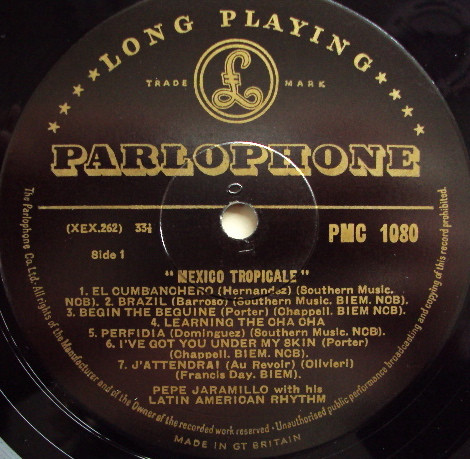 LONG PLAYING
TRADE MARK
£
PARLOPHONE
(XEX.262) 33⅓
PMC 1080
Side 1
"MEXICO TROPICALE"
1. EL CUMBANCHERO (Hernandez) (Southern Music.
NCB). 2. BRAZIL (Barroso) (Southern Music. BIEM. NCB).
3. BEGIN THE BEGUINE (Porter) (Chappell. BIEM. NCB).
4. LEARNING THE CHA CHA
5. PERFIDIA (Dominguez) (Southern Music. NCB).
6. I'VE GOT YOU UNDER MY SKIN (Porter)
(Chappell. BIEM. NCB).
7. J'ATTENDRAI (Au Revoir) (Olivieri)
(Francis Day. BIEM).
PEPE JARAMILLO with his
LATIN AMERICAN RHYTHM
The Parlophone Co. Ltd. All rights of the Manufacturer and of the Owner of the recorded work reserved - Unauthorised public performance broadcasting and copying of this record prohibited.
MADE IN GT BRITAIN